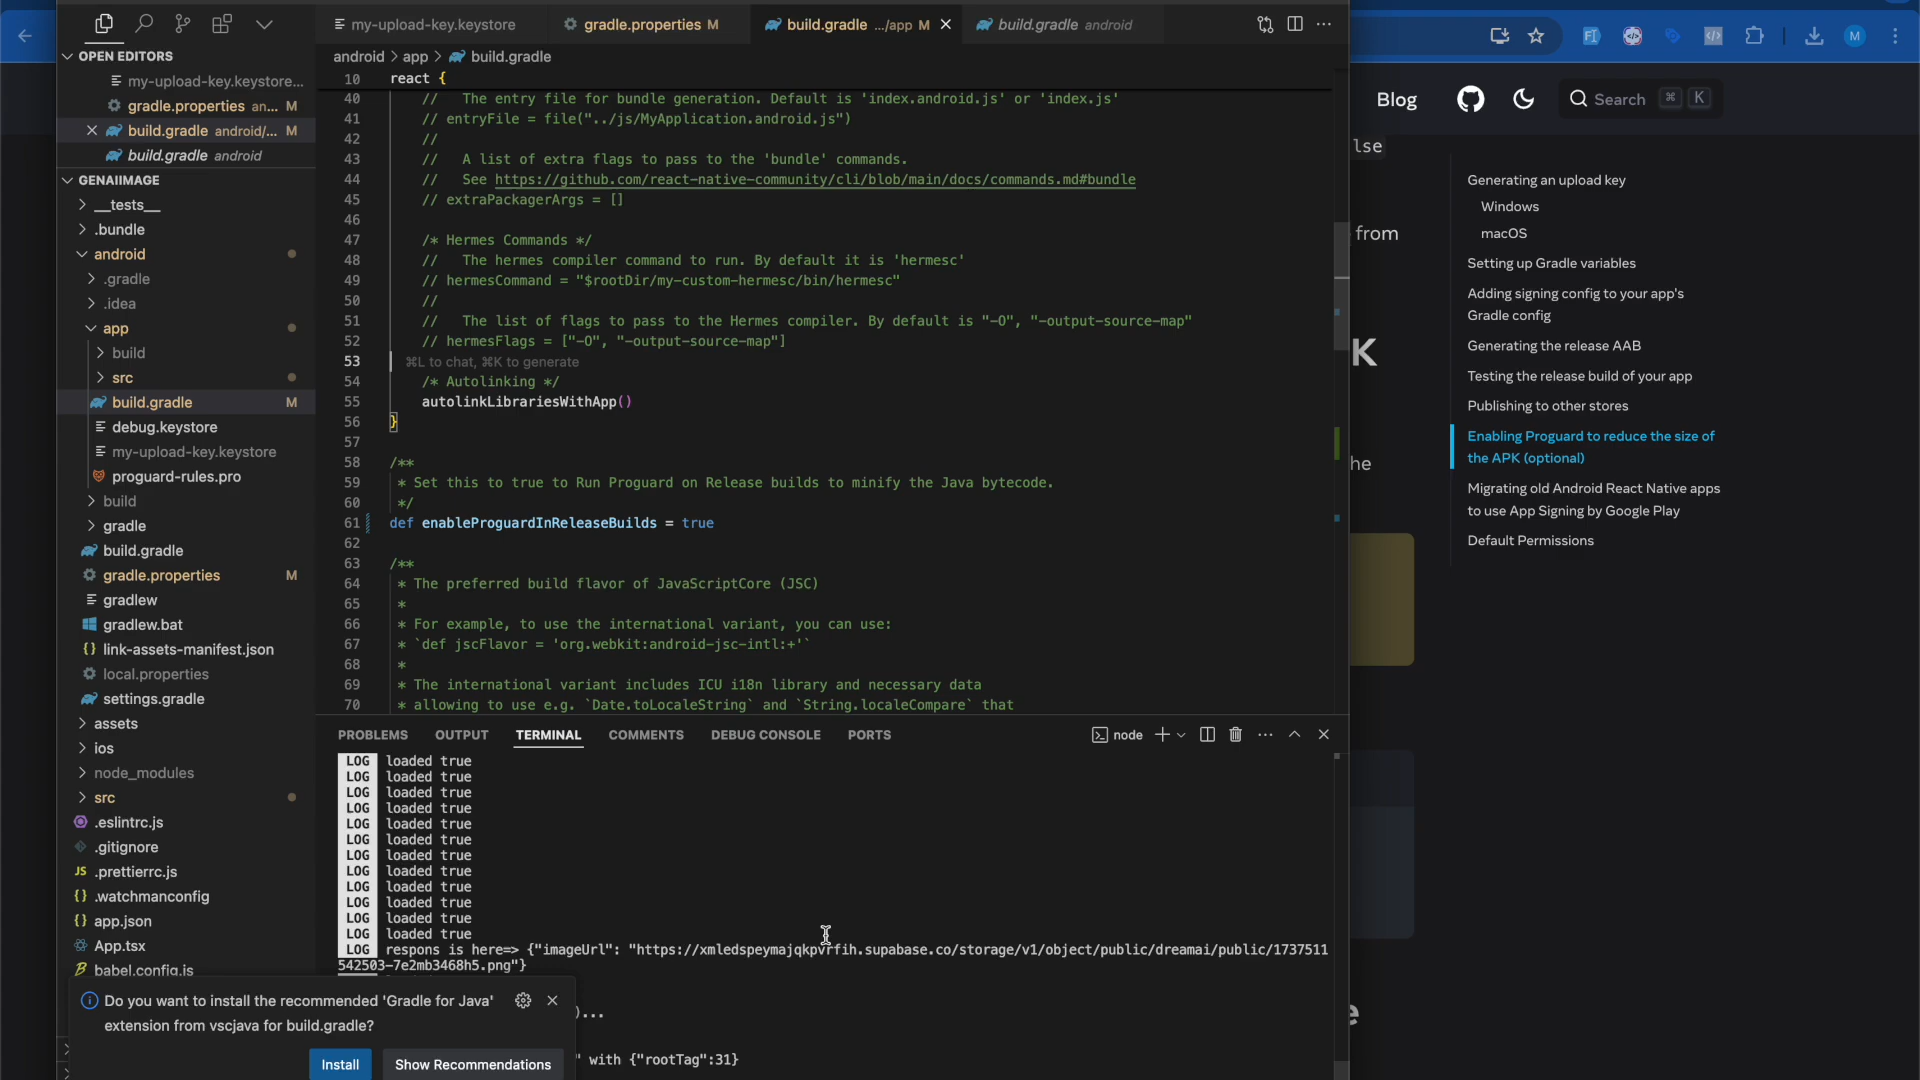 my-upload-key.keystore
gradle.properties M
build.gradle .../app M
build.gradle android
M
OPEN EDITORS
my-upload-key.keystore...
gradle.properties an... M
build.gradle android/... M
build.gradle android
GENAIIMAGE
__tests__
.bundle
android
.gradle
.idea
app
build
src
build.gradle M
debug.keystore
my-upload-key.keystore
proguard-rules.pro
build
gradle
build.gradle
gradle.properties M
gradlew
gradlew.bat
link-assets-manifest.json
local.properties
settings.gradle
assets
ios
node_modules
src
.eslintrc.js
.gitignore
.prettierrc.js
.watchmanconfig
app.json
App.tsx
babel.config.js
android > app > build.gradle
10 react {
40 // The entry file for bundle generation. Default is 'index.android.js' or 'index.js'
41 // entryFile = file("../js/MyApplication.android.js")
42 //
43 // A list of extra flags to pass to the 'bundle' commands.
44 // See https://github.com/react-native-community/cli/blob/main/docs/commands.md#bundle
45 // extraPackagerArgs = []
46
47 /* Hermes Commands */
48 // The hermes compiler command to run. By default it is 'hermesc'
49 // hermesCommand = "$rootDir/my-custom-hermesc/bin/hermesc"
50 //
51 // The list of flags to pass to the Hermes compiler. By default is "-O", "-output-source-map"
52 // hermesFlags = ["-O", "-output-source-map"]
53 ⌘L to chat, ⌘K to generate
54 /* Autolinking */
55 autolinkLibrariesWithApp()
56 }
57
58 /**
59 * Set this to true to Run Proguard on Release builds to minify the Java bytecode.
60 */
61 def enableProguardInReleaseBuilds = true
62
63 /**
64 * The preferred build flavor of JavaScriptCore (JSC)
65 *
66 * For example, to use the international variant, you can use:
67 * `def jscFlavor = 'org.webkit:android-jsc-intl:+'`
68 *
69 * The international variant includes ICU i18n library and necessary data
70 * allowing to use e.g. `Date.toLocaleString` and `String.localeCompare` that
PROBLEMS OUTPUT TERMINAL COMMENTS DEBUG CONSOLE PORTS
node
LOG loaded true
LOG loaded true
LOG loaded true
LOG loaded true
LOG loaded true
LOG loaded true
LOG loaded true
LOG loaded true
LOG loaded true
LOG loaded true
LOG loaded true
LOG loaded true
LOG respons is here=> {"imageUrl": "https://xmledspeymajqkpvrfih.supabase.co/storage/v1/object/public/dreamai/public/1737511
542503-7e2mb3468h5.png"}
)...
" with {"rootTag":31}
Do you want to install the recommended 'Gradle for Java'
extension from vscjava for build.gradle?
Install
Show Recommendations
Blog
Search ⌘ K
lse
from
K
he
e
Generating an upload key
Windows
macOS
Setting up Gradle variables
Adding signing config to your app's
Gradle config
Generating the release AAB
Testing the release build of your app
Publishing to other stores
Enabling Proguard to reduce the size of
the APK (optional)
Migrating old Android React Native apps
to use App Signing by Google Play
Default Permissions